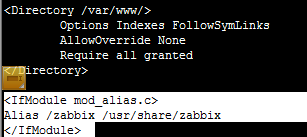 <Directory /var/www/>
        Options Indexes FollowSymLinks
        AllowOverride None
        Require all granted
</Directory>
<IfModule mod_alias.c>
Alias /zabbix /usr/share/zabbix
</IfModule>